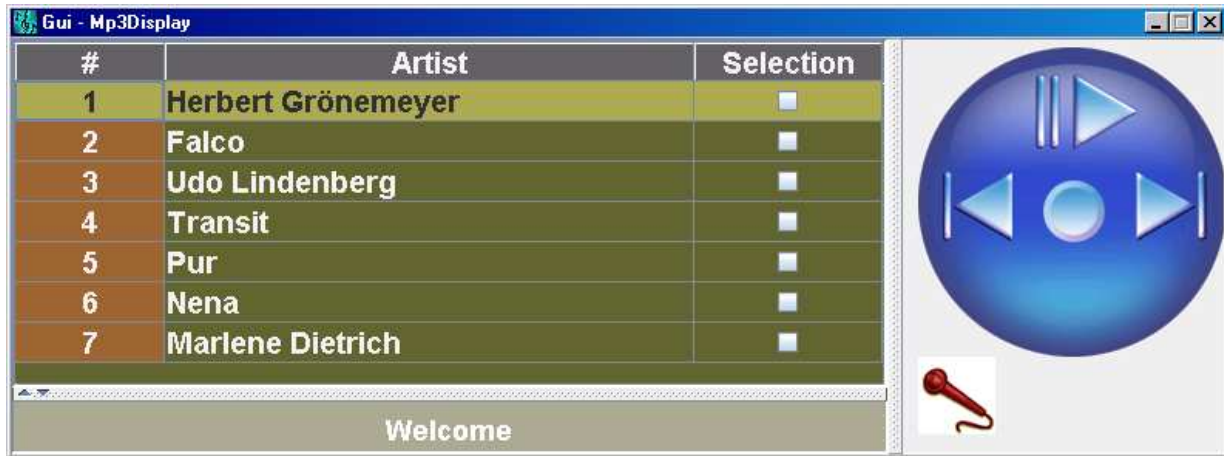 Gui - Mp3Display
# Artist Selection
1 Herbert Grönemeyer
2 Falco
3 Udo Lindenberg
4 Transit
5 Pur
6 Nena
7 Marlene Dietrich
Welcome